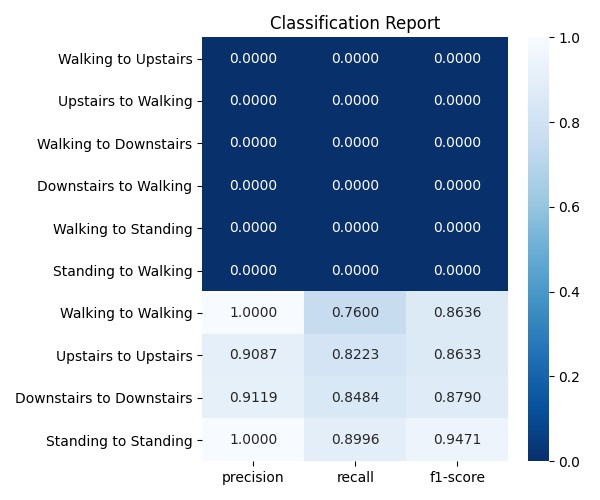 Classification Report
Walking to Upstairs 0.0000 0.0000 0.0000
Upstairs to Walking 0.0000 0.0000 0.0000
Walking to Downstairs 0.0000 0.0000 0.0000
Downstairs to Walking 0.0000 0.0000 0.0000
Walking to Standing 0.0000 0.0000 0.0000
Standing to Walking 0.0000 0.0000 0.0000
Walking to Walking 1.0000 0.7600 0.8636
Upstairs to Upstairs 0.9087 0.8223 0.8633
Downstairs to Downstairs 0.9119 0.8484 0.8790
Standing to Standing 1.0000 0.8996 0.9471
precision recall f1-score
1.0
0.8
0.6
0.4
0.2
0.0